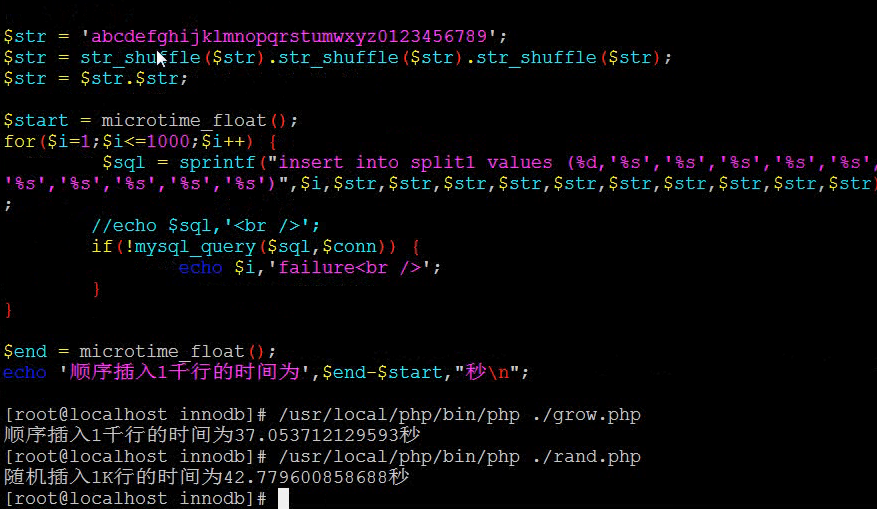 $str = 'abcdefghijklmnopqrstumwxyz0123456789';
$str = str_shuffle($str).str_shuffle($str).str_shuffle($str);
$str = $str.$str;
$start = microtime_float();
for($i=1;$i<=1000;$i++) {
$sql = sprintf("insert into split1 values (%d,'%s','%s','%s','%s','%s',
'%s','%s','%s','%s','%s')",$i,$str,$str,$str,$str,$str,$str,$str,$str,$str,$str)
;
//echo $sql,'<br />';
if(!mysql_query($sql,$conn)) {
echo $i,'failure<br />';
}
}
$end = microtime_float();
echo '顺序插入1千行的时间为',$end-$start,"秒\n";
[root@localhost innodb]# /usr/local/php/bin/php ./grow.php
顺序插入1千行的时间为37.053712129593秒
[root@localhost innodb]# /usr/local/php/bin/php ./rand.php
随机插入1K行的时间为42.779600858688秒
[root@localhost innodb]#